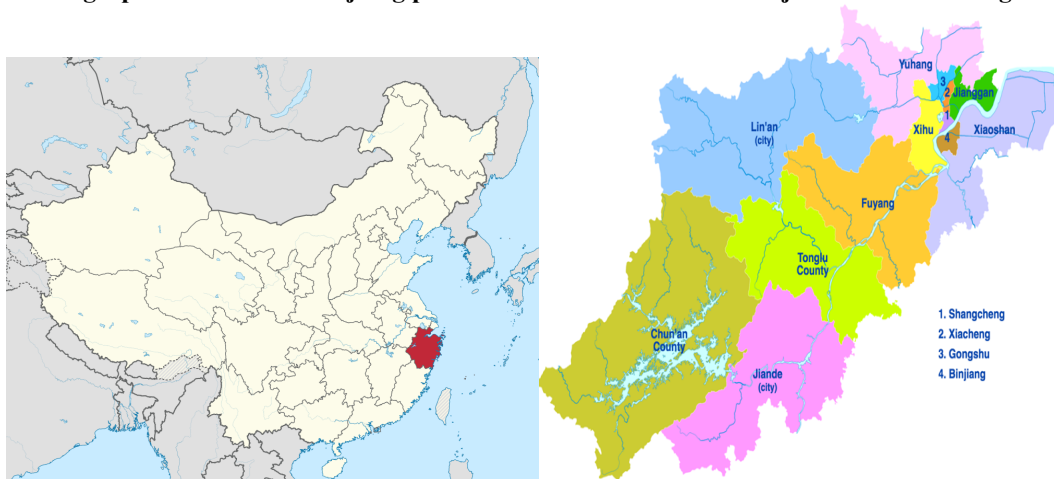 Yuhang
3
2
Jianggan
1
Lin'an
(city)
Xihu
4
Xiaoshan
Fuyang
Tonglu
County
1. Shangcheng
2. Xiacheng
3. Gongshu
4. Binjiang
Chun'an
County
Jiande
(city)